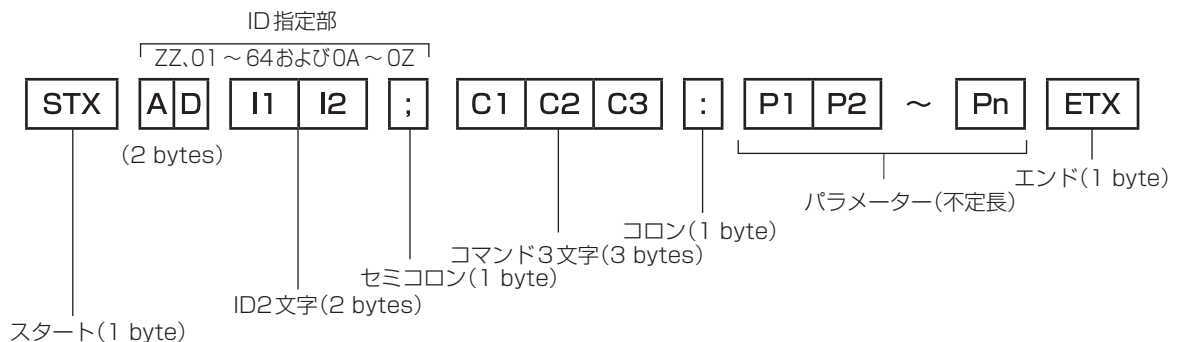 ID指定部
ZZ、01～64および0A～0Z
STX A D I1 I2 ; C1 C2 C3 : P1 P2 ～ Pn ETX
(2 bytes)
エンド(1 byte)
パラメーター(不定長)
コロン(1 byte)
コマンド3文字(3 bytes)
セミコロン(1 byte)
ID2文字(2 bytes)
スタート(1 byte)